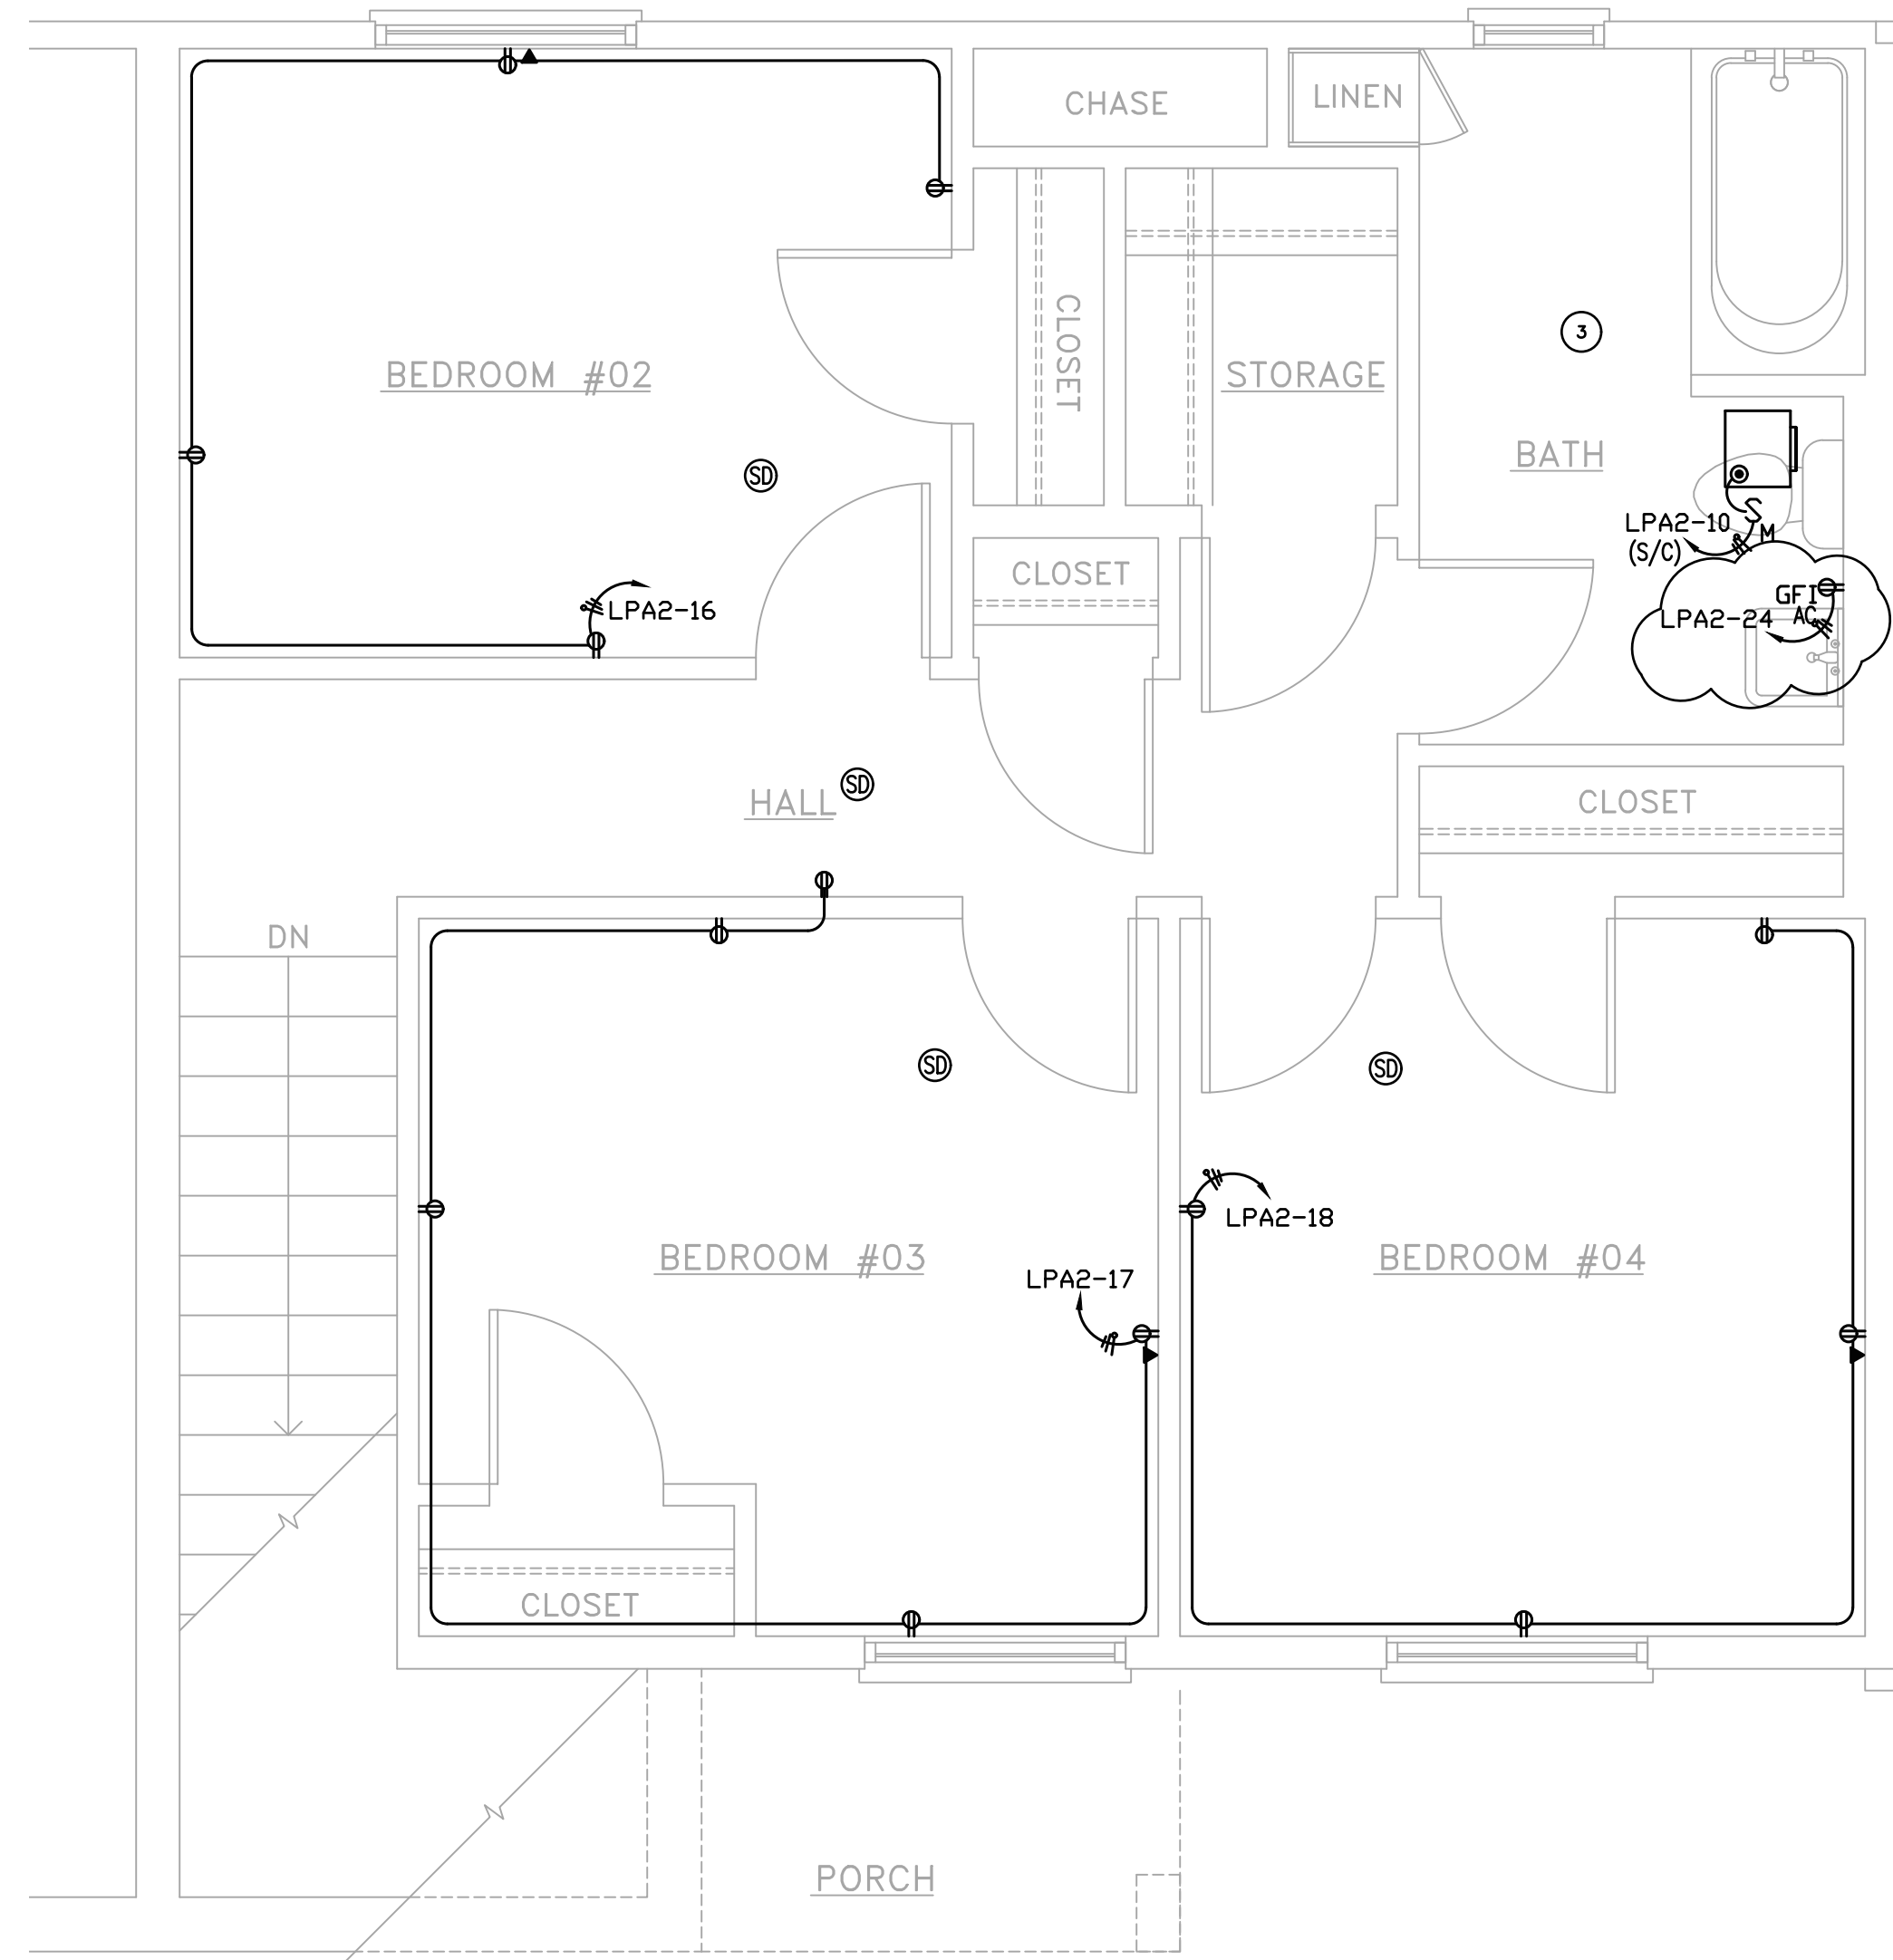 CHASE
LINEN
CLOSET
3
BEDROOM #02
STORAGE
BATH
SD
LPA2-10
(S/C)
S
M
CLOSET
GFI
AC
LPA2-24
LPA2-16
HALL
SD
CLOSET
DN
SD
SD
LPA2-18
BEDROOM #03
BEDROOM #04
LPA2-17
CLOSET
PORCH